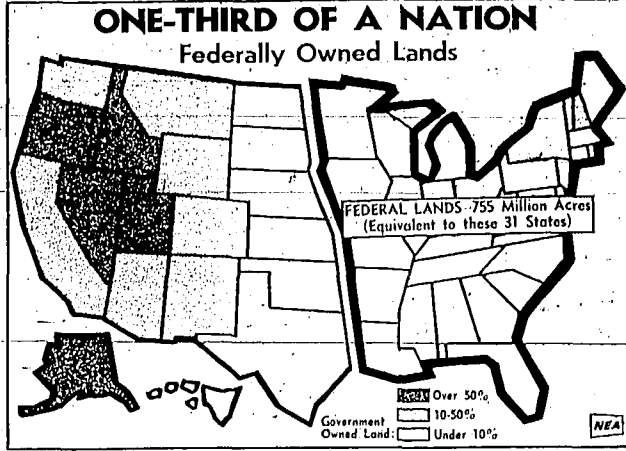 ONE-THIRD OF A NATION
Federally Owned Lands
FEDERAL LANDS 755 Million Acres
(Equivalent to these 31 States)
Over 50%
10-50%
Government
Owned Land:
Under 10%
NEA